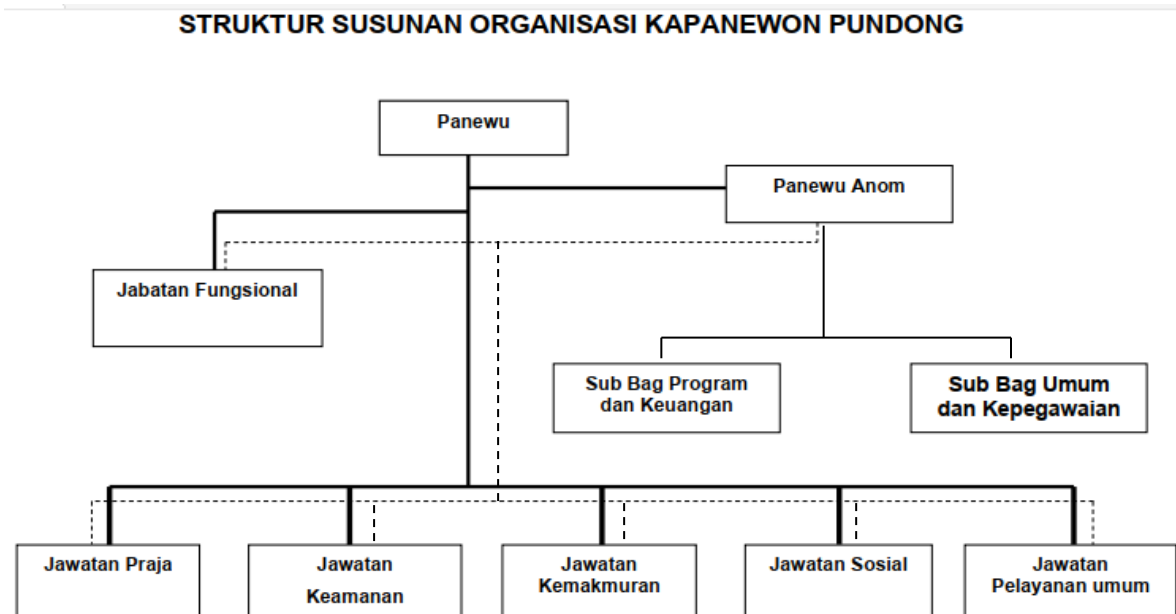 STRUKTUR SUSUNAN ORGANISASI KAPANEWON PUNDONG
Panewu
Panewu Anom
Jabatan Fungsional
Sub Bag Program
dan Keuangan
Sub Bag Umum
dan Kepegawaian
Jawatan Praja
Jawatan
Keamanan
Jawatan
Kemakmuran
Jawatan Sosial
Jawatan
Pelayanan umum